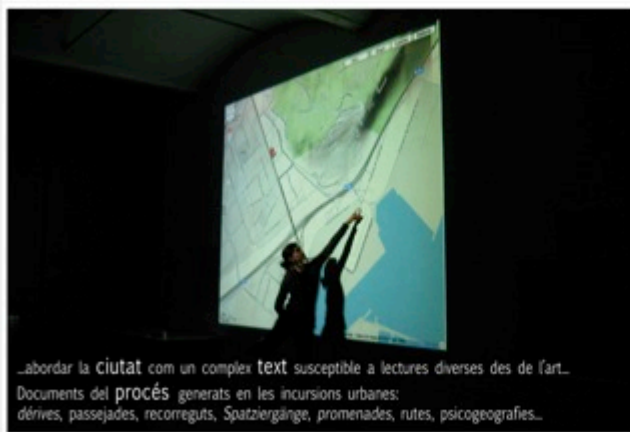 ...abordar la ciutat com un complex text susceptible a lectures diverses des de l'art...
Documents del procés generats en les incursions urbanes:
dérives, passejades, recorreguts, Spatziergänge, promenades, rutes, psicogeografies...